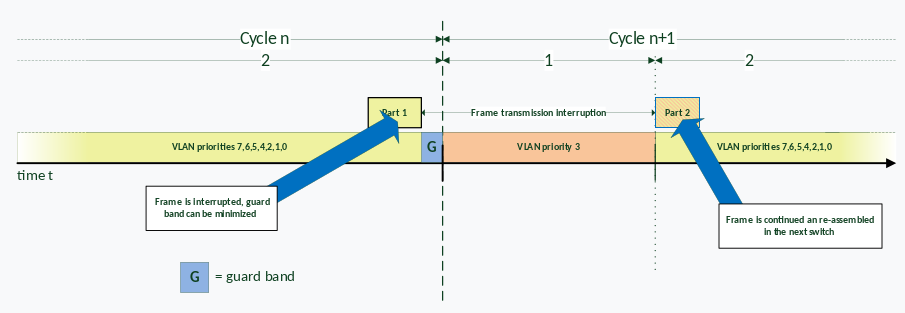 Cycle n
Cycle n+1
2
1
2
Part 1
Frame transmission interruption
Part 2
VLAN priorities 7,6,5,4,2,1,0
G
VLAN priority 3
VLAN priorities 7,6,5,4,2,1,0
time t
Frame is interrupted, guard
band can be minimized
Frame is continued an re-assembled
in the next switch
G = guard band